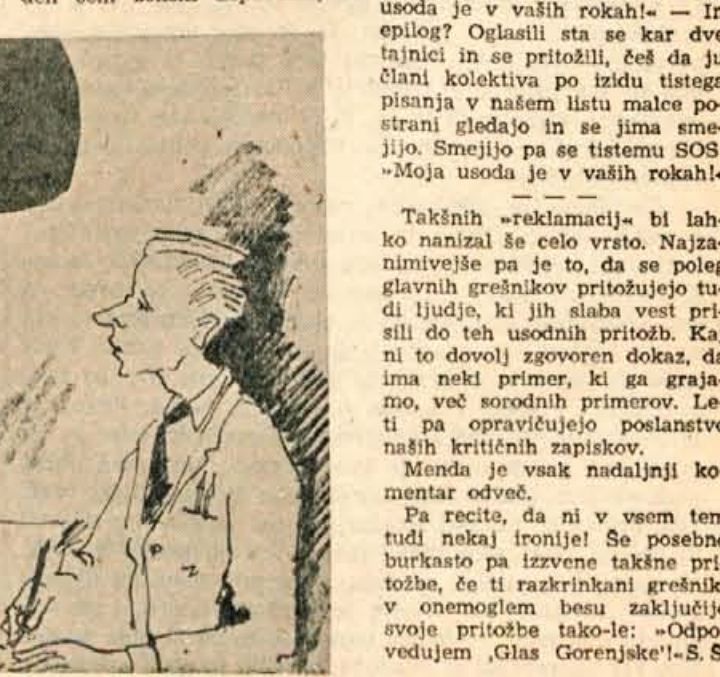 usoda je v vaših rokah!« — In
epilog? Oglasili sta se kar dve
tajnici in se pritožili, češ da ju
člani kolektiva po izidu tistega
pisanja v našem listu malce po-
strani gledajo in se jima sme-
jijo. Smejijo pa se tistemu SOS:
»Moja usoda je v vaših rokah!«
— — —
Takšnih »reklamacij« bi lah-
ko nanizal še celo vrsto. Najza-
nimivejše pa je to, da se poleg
glavnih grešnikov pritožujejo tu-
di ljudje, ki jih slaba vest pri-
sili do teh usodnih pritožb. Kaj
ni to dovolj zgovoren dokaz, da
ima neki primer, ki ga graja-
mo, več sorodnih primerov. Le-
ti pa opravičujejo poslanstvo
naših kritičnih zapiskov.
Menda je vsak nadaljnji ko-
mentar odveč.
Pa recite, da ni v vsem tem
tudi nekaj ironije! Še posebno
burkasto pa izzvene takšne pri-
tožbe, če ti razkrinkani grešniki
v onemoglem besu zaključijo
svoje pritožbe tako-le: »Odpo-
vedujem ,Glas Gorenjske'!« S. S.